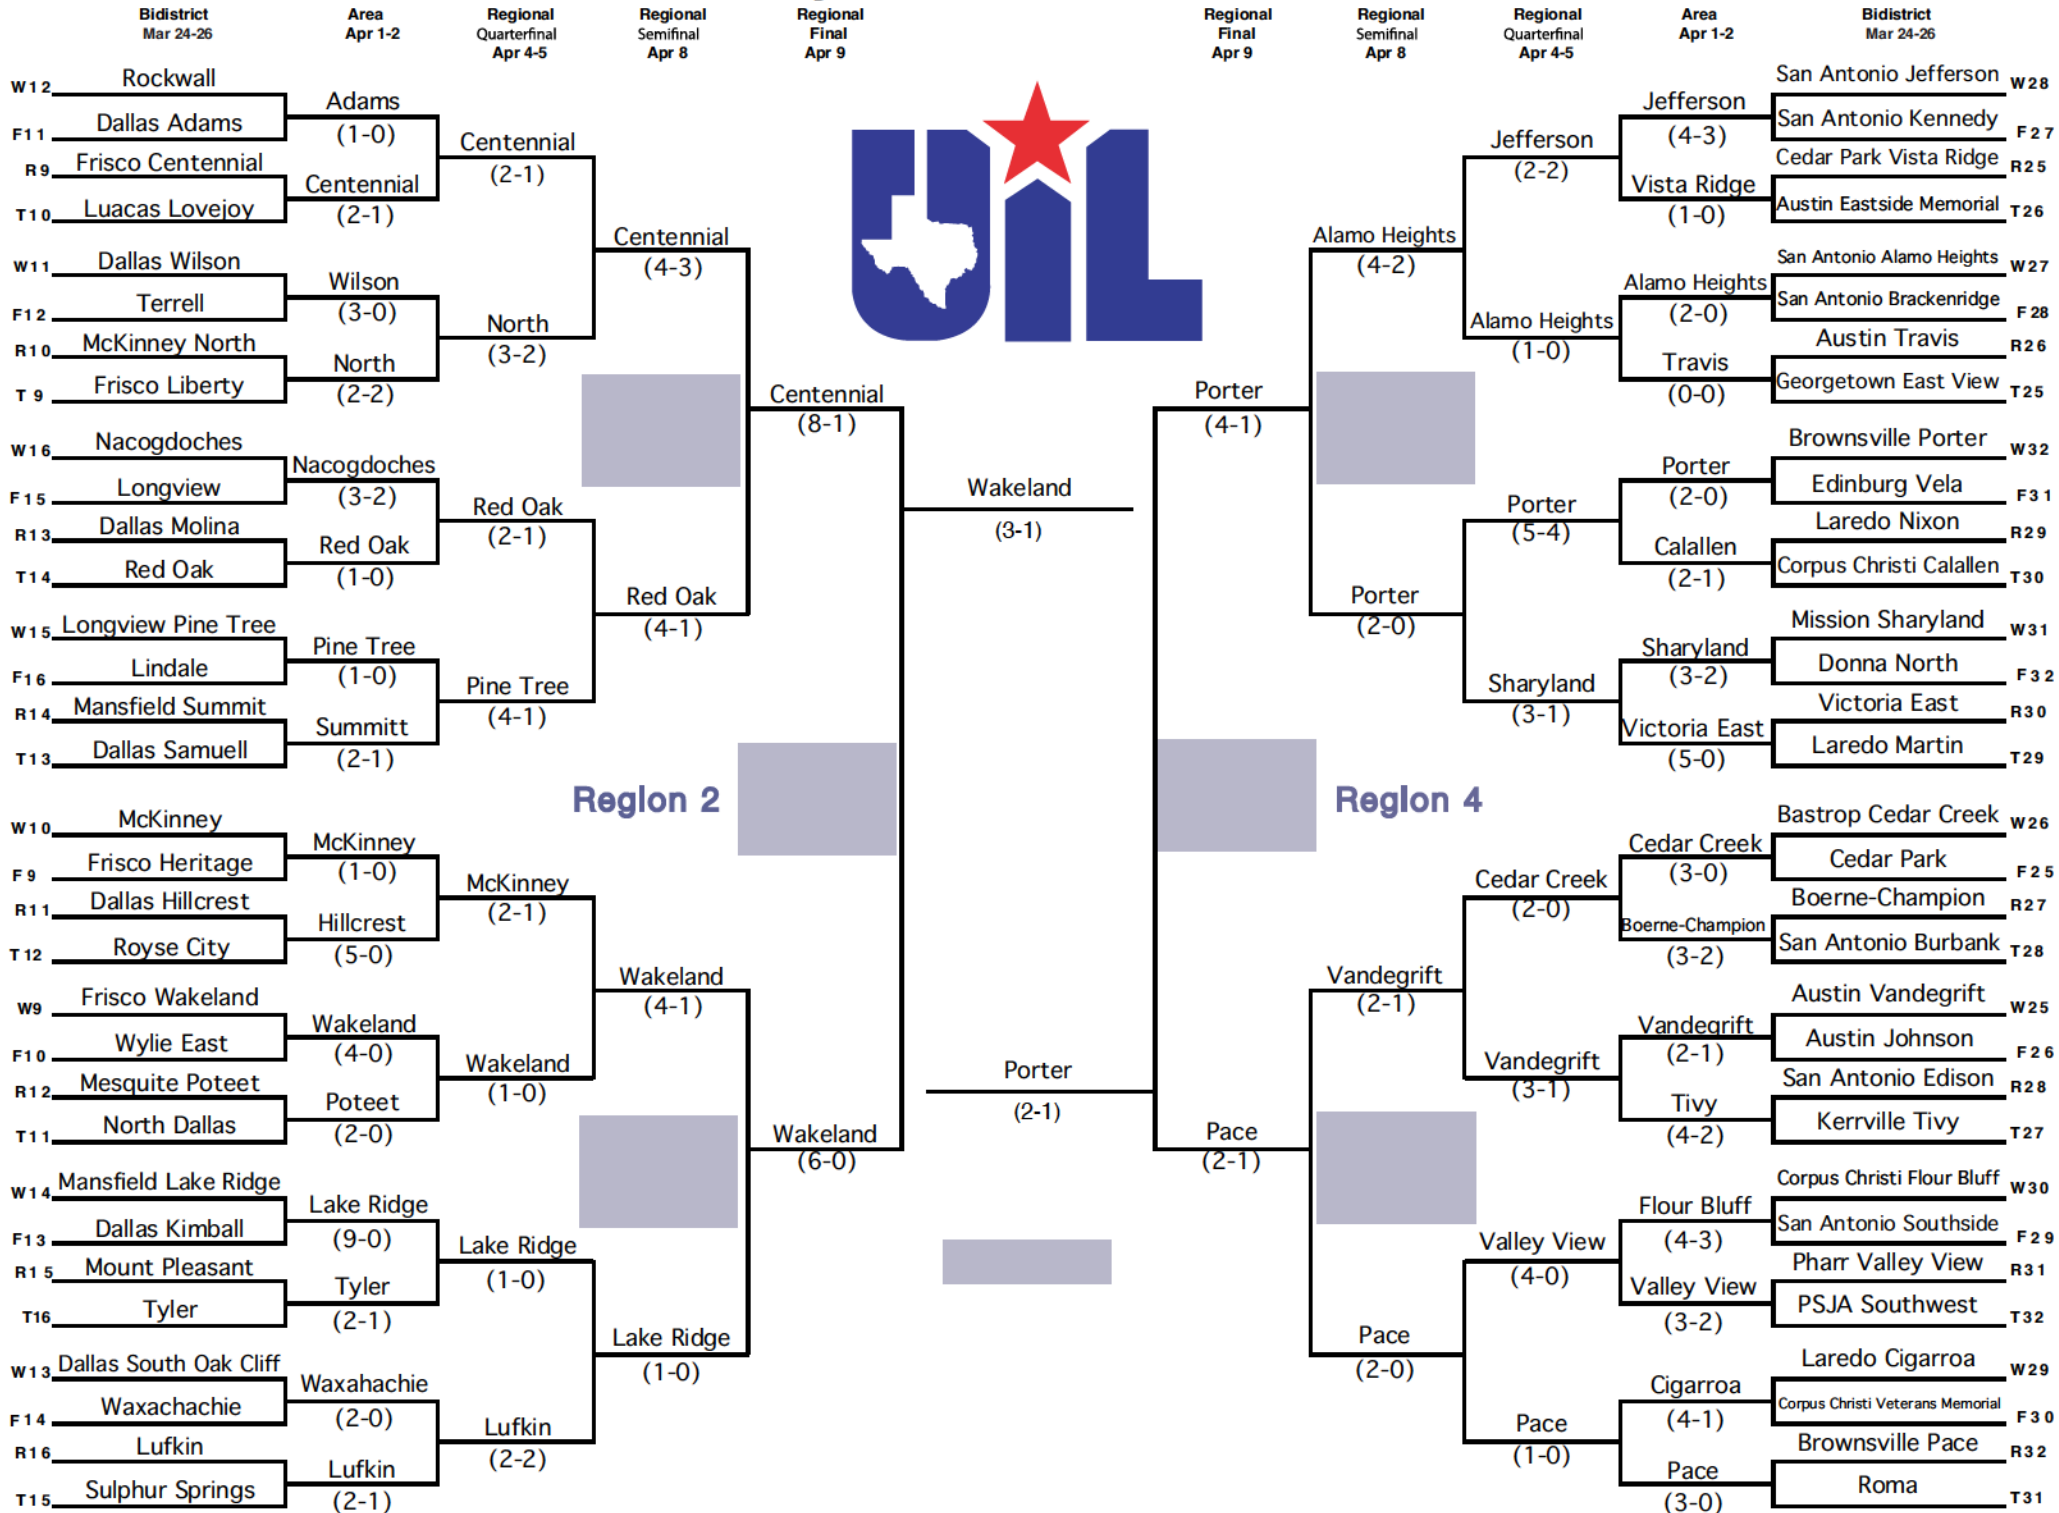 Bidistrict
Mar 24-26
Area
Apr 1-2
Regional
Quarterfinal
Apr 4-5
Regional
Semifinal
Apr 8
Regional
Final
Apr 9
Regional
Final
Apr 9
Regional
Semifinal
Apr 8
Regional
Quarterfinal
Apr 4-5
Area
Apr 1-2
Bidistrict
Mar 24-26
UIL
W12 Rockwall
F11 Dallas Adams
R9 Frisco Centennial
T10 Luacas Lovejoy
W11 Dallas Wilson
F12 Terrell
R10 McKinney North
T 9 Frisco Liberty
W16 Nacogdoches
F15 Longview
R13 Dallas Molina
T14 Red Oak
W15 Longview Pine Tree
F16 Lindale
R14 Mansfield Summit
T13 Dallas Samuell
W10 McKinney
F 9 Frisco Heritage
R11 Dallas Hillcrest
T12 Royse City
W9 Frisco Wakeland
F10 Wylie East
R12 Mesquite Poteet
T11 North Dallas
W14 Mansfield Lake Ridge
F13 Dallas Kimball
R15 Mount Pleasant
T16 Tyler
W13 Dallas South Oak Cliff
F14 Waxachachie
R16 Lufkin
T15 Sulphur Springs
Adams
(1-0)
Centennial
(2-1)
Wilson
(3-0)
North
(2-2)
Nacogdoches
(3-2)
Red Oak
(1-0)
Pine Tree
(1-0)
Summitt
(2-1)
McKinney
(1-0)
Hillcrest
(5-0)
Wakeland
(4-0)
Poteet
(2-0)
Lake Ridge
(9-0)
Tyler
(2-1)
Waxahachie
(2-0)
Lufkin
(2-1)
Centennial
(2-1)
North
(3-2)
Red Oak
(2-1)
Pine Tree
(4-1)
McKinney
(2-1)
Wakeland
(1-0)
Lake Ridge
(1-0)
Lufkin
(2-2)
Centennial
(4-3)
Red Oak
(4-1)
Wakeland
(4-1)
Lake Ridge
(1-0)
Centennial
(8-1)
Wakeland
(6-0)
Region 2
Wakeland
(3-1)
Porter
(2-1)
Region 4
Porter
(4-1)
Pace
(2-1)
Alamo Heights
(4-2)
Porter
(2-0)
Vandegrift
(2-1)
Pace
(2-0)
Jefferson
(2-2)
Alamo Heights
(1-0)
Porter
(5-4)
Sharyland
(3-1)
Cedar Creek
(2-0)
Vandegrift
(3-1)
Valley View
(4-0)
Pace
(1-0)
Jefferson
(4-3)
Vista Ridge
(1-0)
Alamo Heights
(2-0)
Travis
(0-0)
Porter
(2-0)
Calallen
(2-1)
Sharyland
(3-2)
Victoria East
(5-0)
Cedar Creek
(3-0)
Boerne-Champion
(3-2)
Vandegrift
(2-1)
Tivy
(4-2)
Flour Bluff
(4-3)
Valley View
(3-2)
Cigarroa
(4-1)
Pace
(3-0)
San Antonio Jefferson W28
San Antonio Kennedy F27
Cedar Park Vista Ridge R25
Austin Eastside Memorial T26
San Antonio Alamo Heights W27
San Antonio Brackenridge F28
Austin Travis R26
Georgetown East View T25
Brownsville Porter W32
Edinburg Vela F31
Laredo Nixon R29
Corpus Christi Calallen T30
Mission Sharyland W31
Donna North F32
Victoria East R30
Laredo Martin T29
Bastrop Cedar Creek W26
Cedar Park F25
Boerne-Champion R27
San Antonio Burbank T28
Austin Vandegrift W25
Austin Johnson F26
San Antonio Edison R28
Kerrville Tivy T27
Corpus Christi Flour Bluff W30
San Antonio Southside F29
Pharr Valley View R31
PSJA Southwest T32
Laredo Cigarroa W29
Corpus Christi Veterans Memorial F30
Brownsville Pace R32
Roma T31